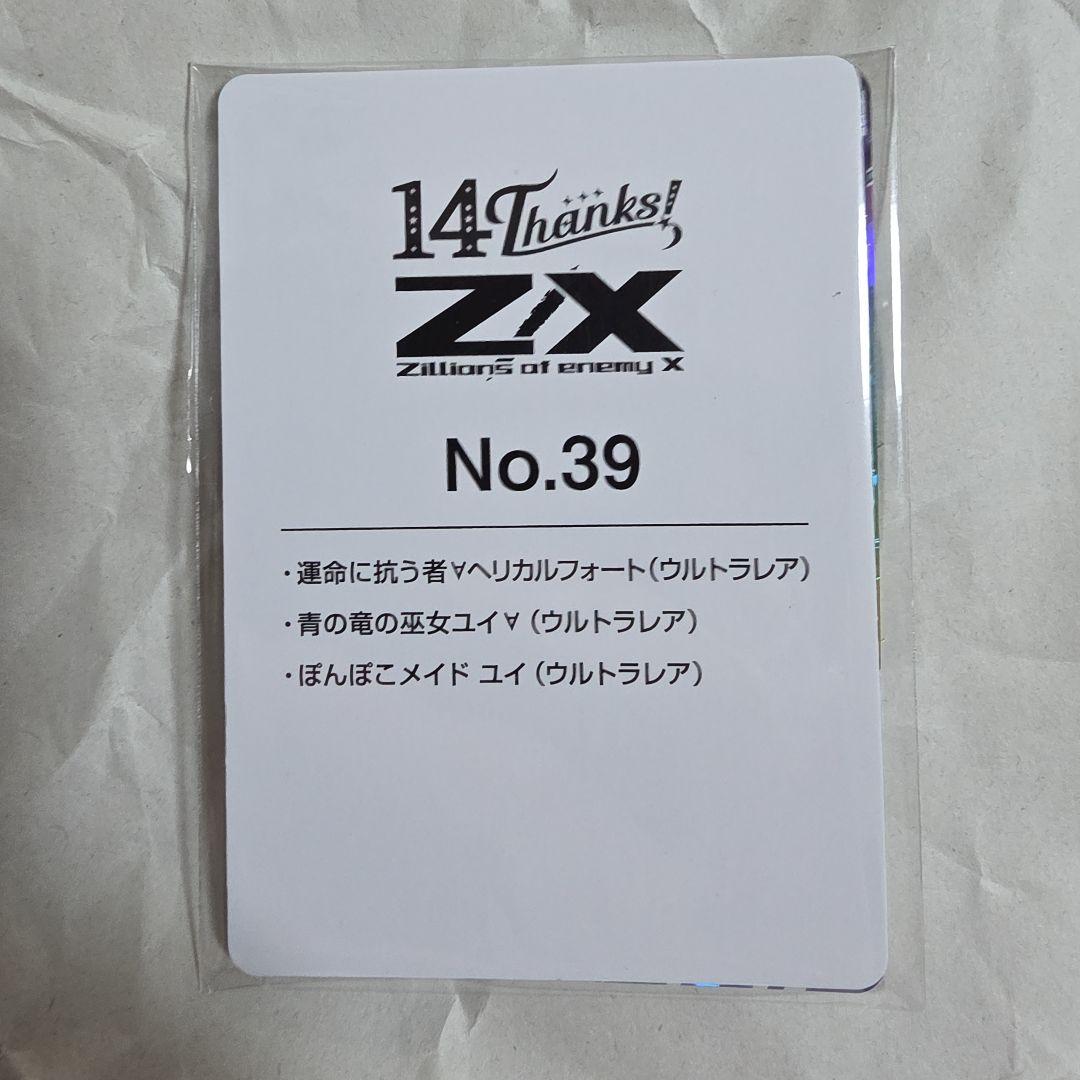 14Thanks!
Z/X
Zillions of enemy X
No.39
・運命に抗う者∀ヘリカルフォート(ウルトラレア)
・青の竜の巫女ユイ∀(ウルトラレア)
・ぽんぽこメイド ユイ(ウルトラレア)